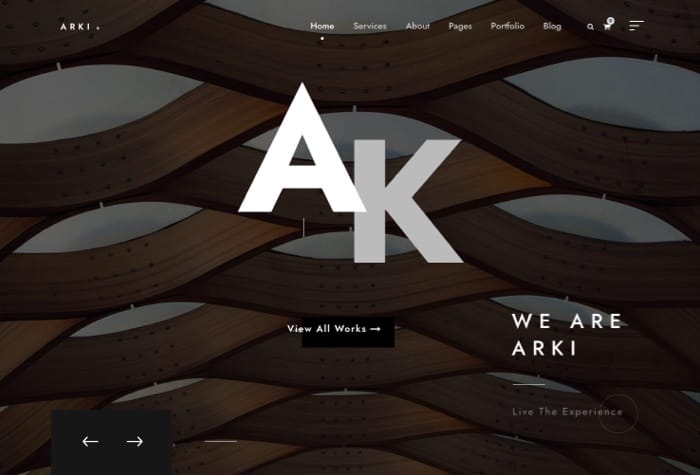 ARKI .
Home Services About Pages Portfolio Blog
0
AK
View All Works →
WE ARE
ARKI
Live The Experience